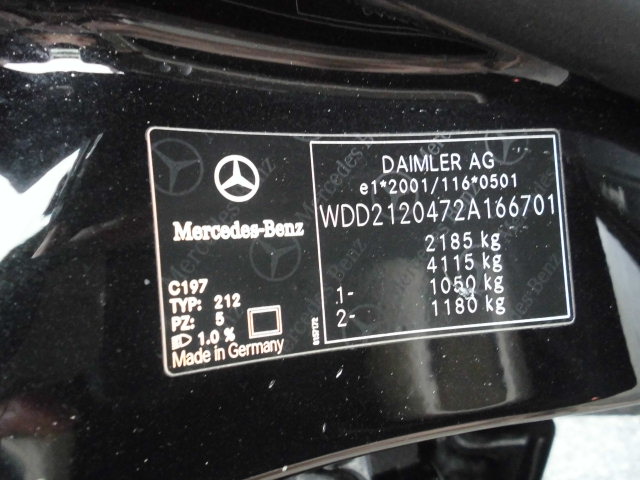 Mercedes-Benz
C197
TYP: 212
PZ: 5
1.0 %
Made in Germany
DAIMLER AG
e1*2001/116*0501
WDD2120472A166701
2185 kg
4115 kg
1- 1050 kg
2- 1180 kg